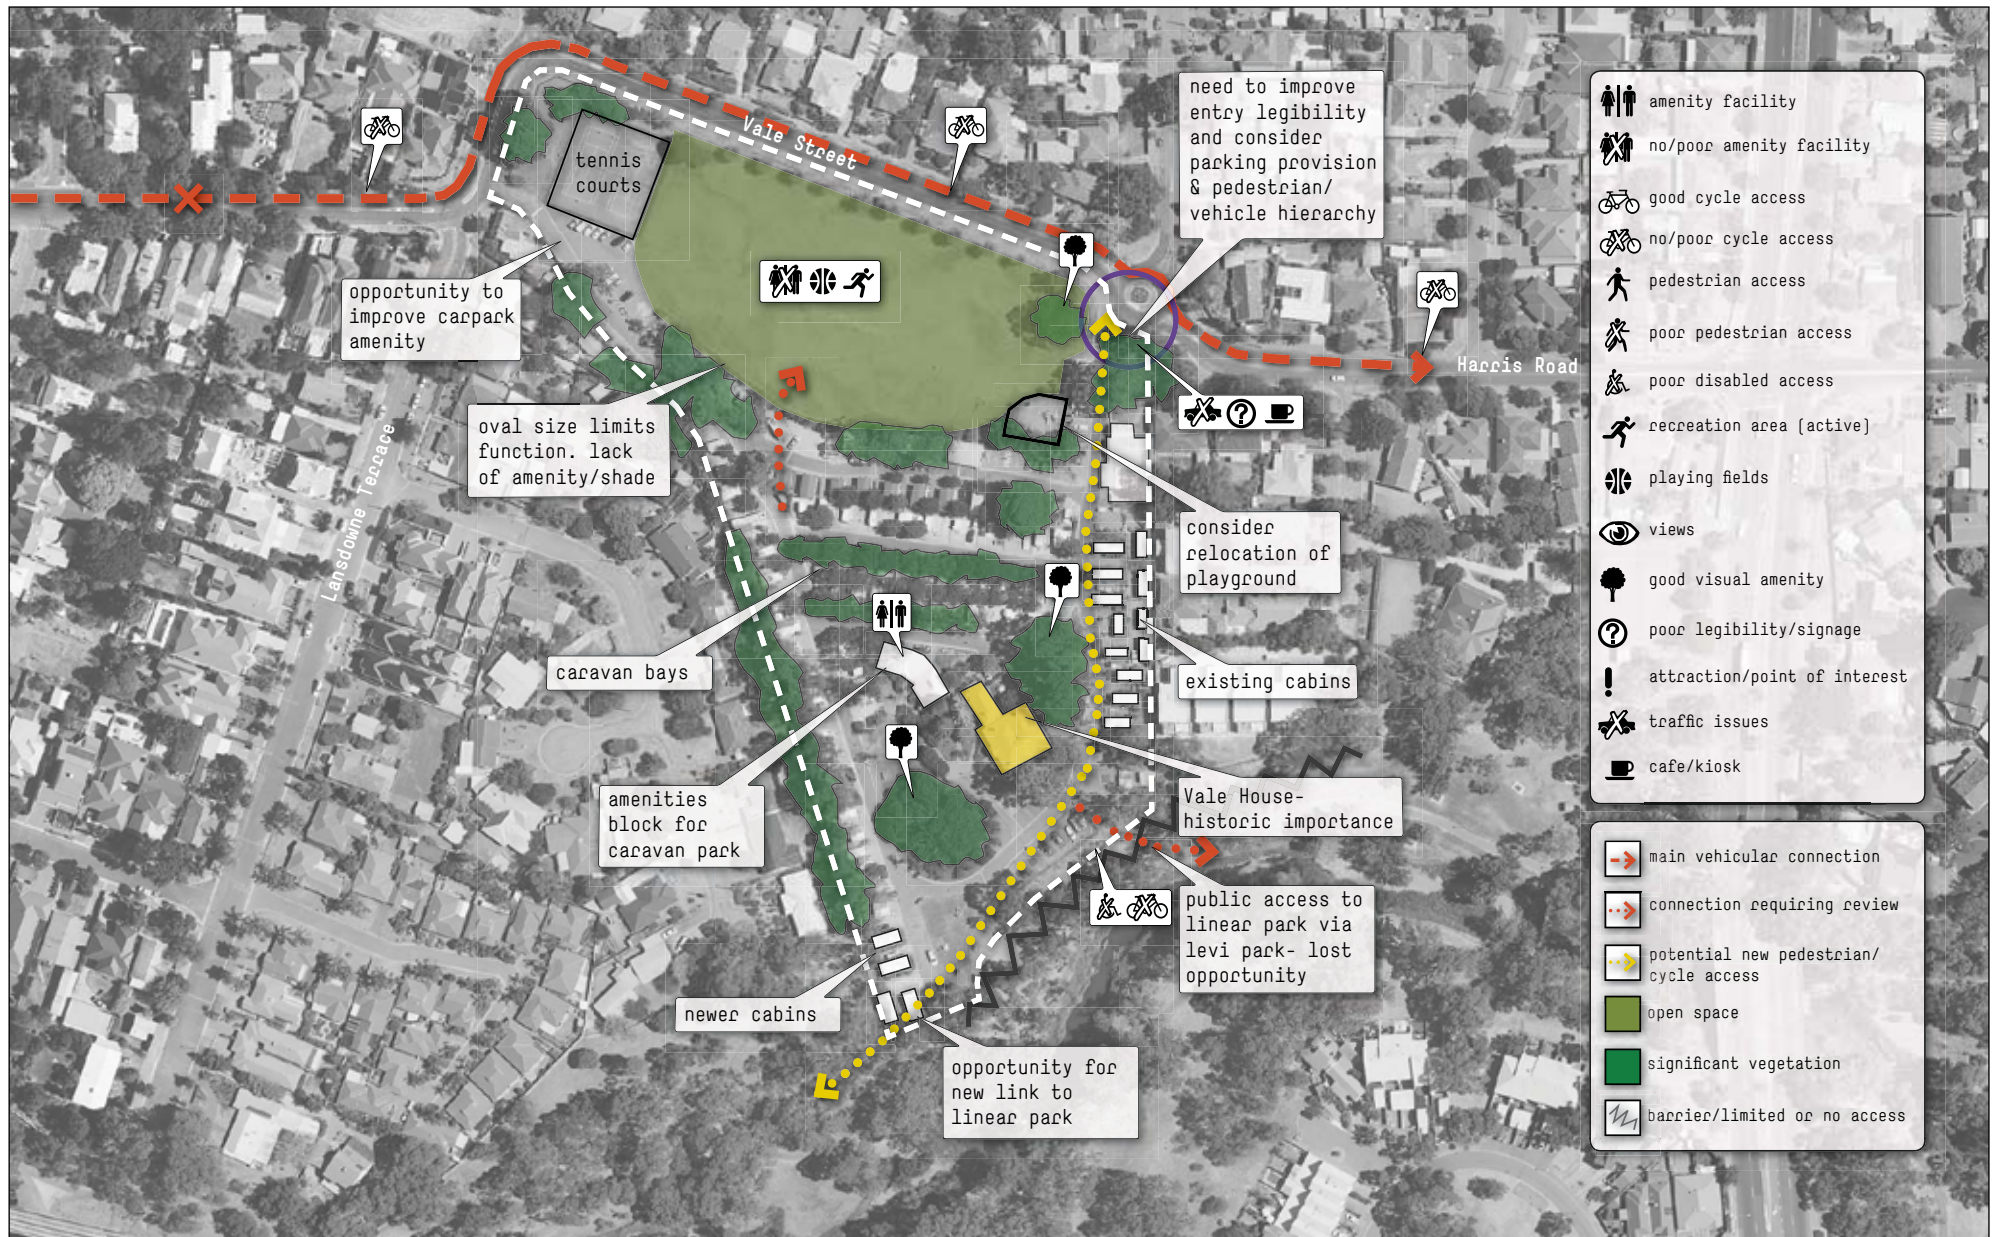 Vale Street
tennis
courts
need to improve
entry legibility
and consider
parking provision
& pedestrian/
vehicle hierarchy
opportunity to
improve carpark
amenity
Harris Road
oval size limits
function. lack
of amenity/shade
Lansdowne Terrace
consider
relocation of
playground
caravan bays
existing cabins
amenities
block for
caravan park
Vale House-
historic importance
public access to
linear park via
levi park- lost
opportunity
newer cabins
opportunity for
new link to
linear park
amenity facility
no/poor amenity facility
good cycle access
no/poor cycle access
pedestrian access
poor pedestrian access
poor disabled access
recreation area (active)
playing fields
views
good visual amenity
poor legibility/signage
attraction/point of interest
traffic issues
cafe/kiosk
main vehicular connection
connection requiring review
potential new pedestrian/
cycle access
open space
significant vegetation
barrier/limited or no access